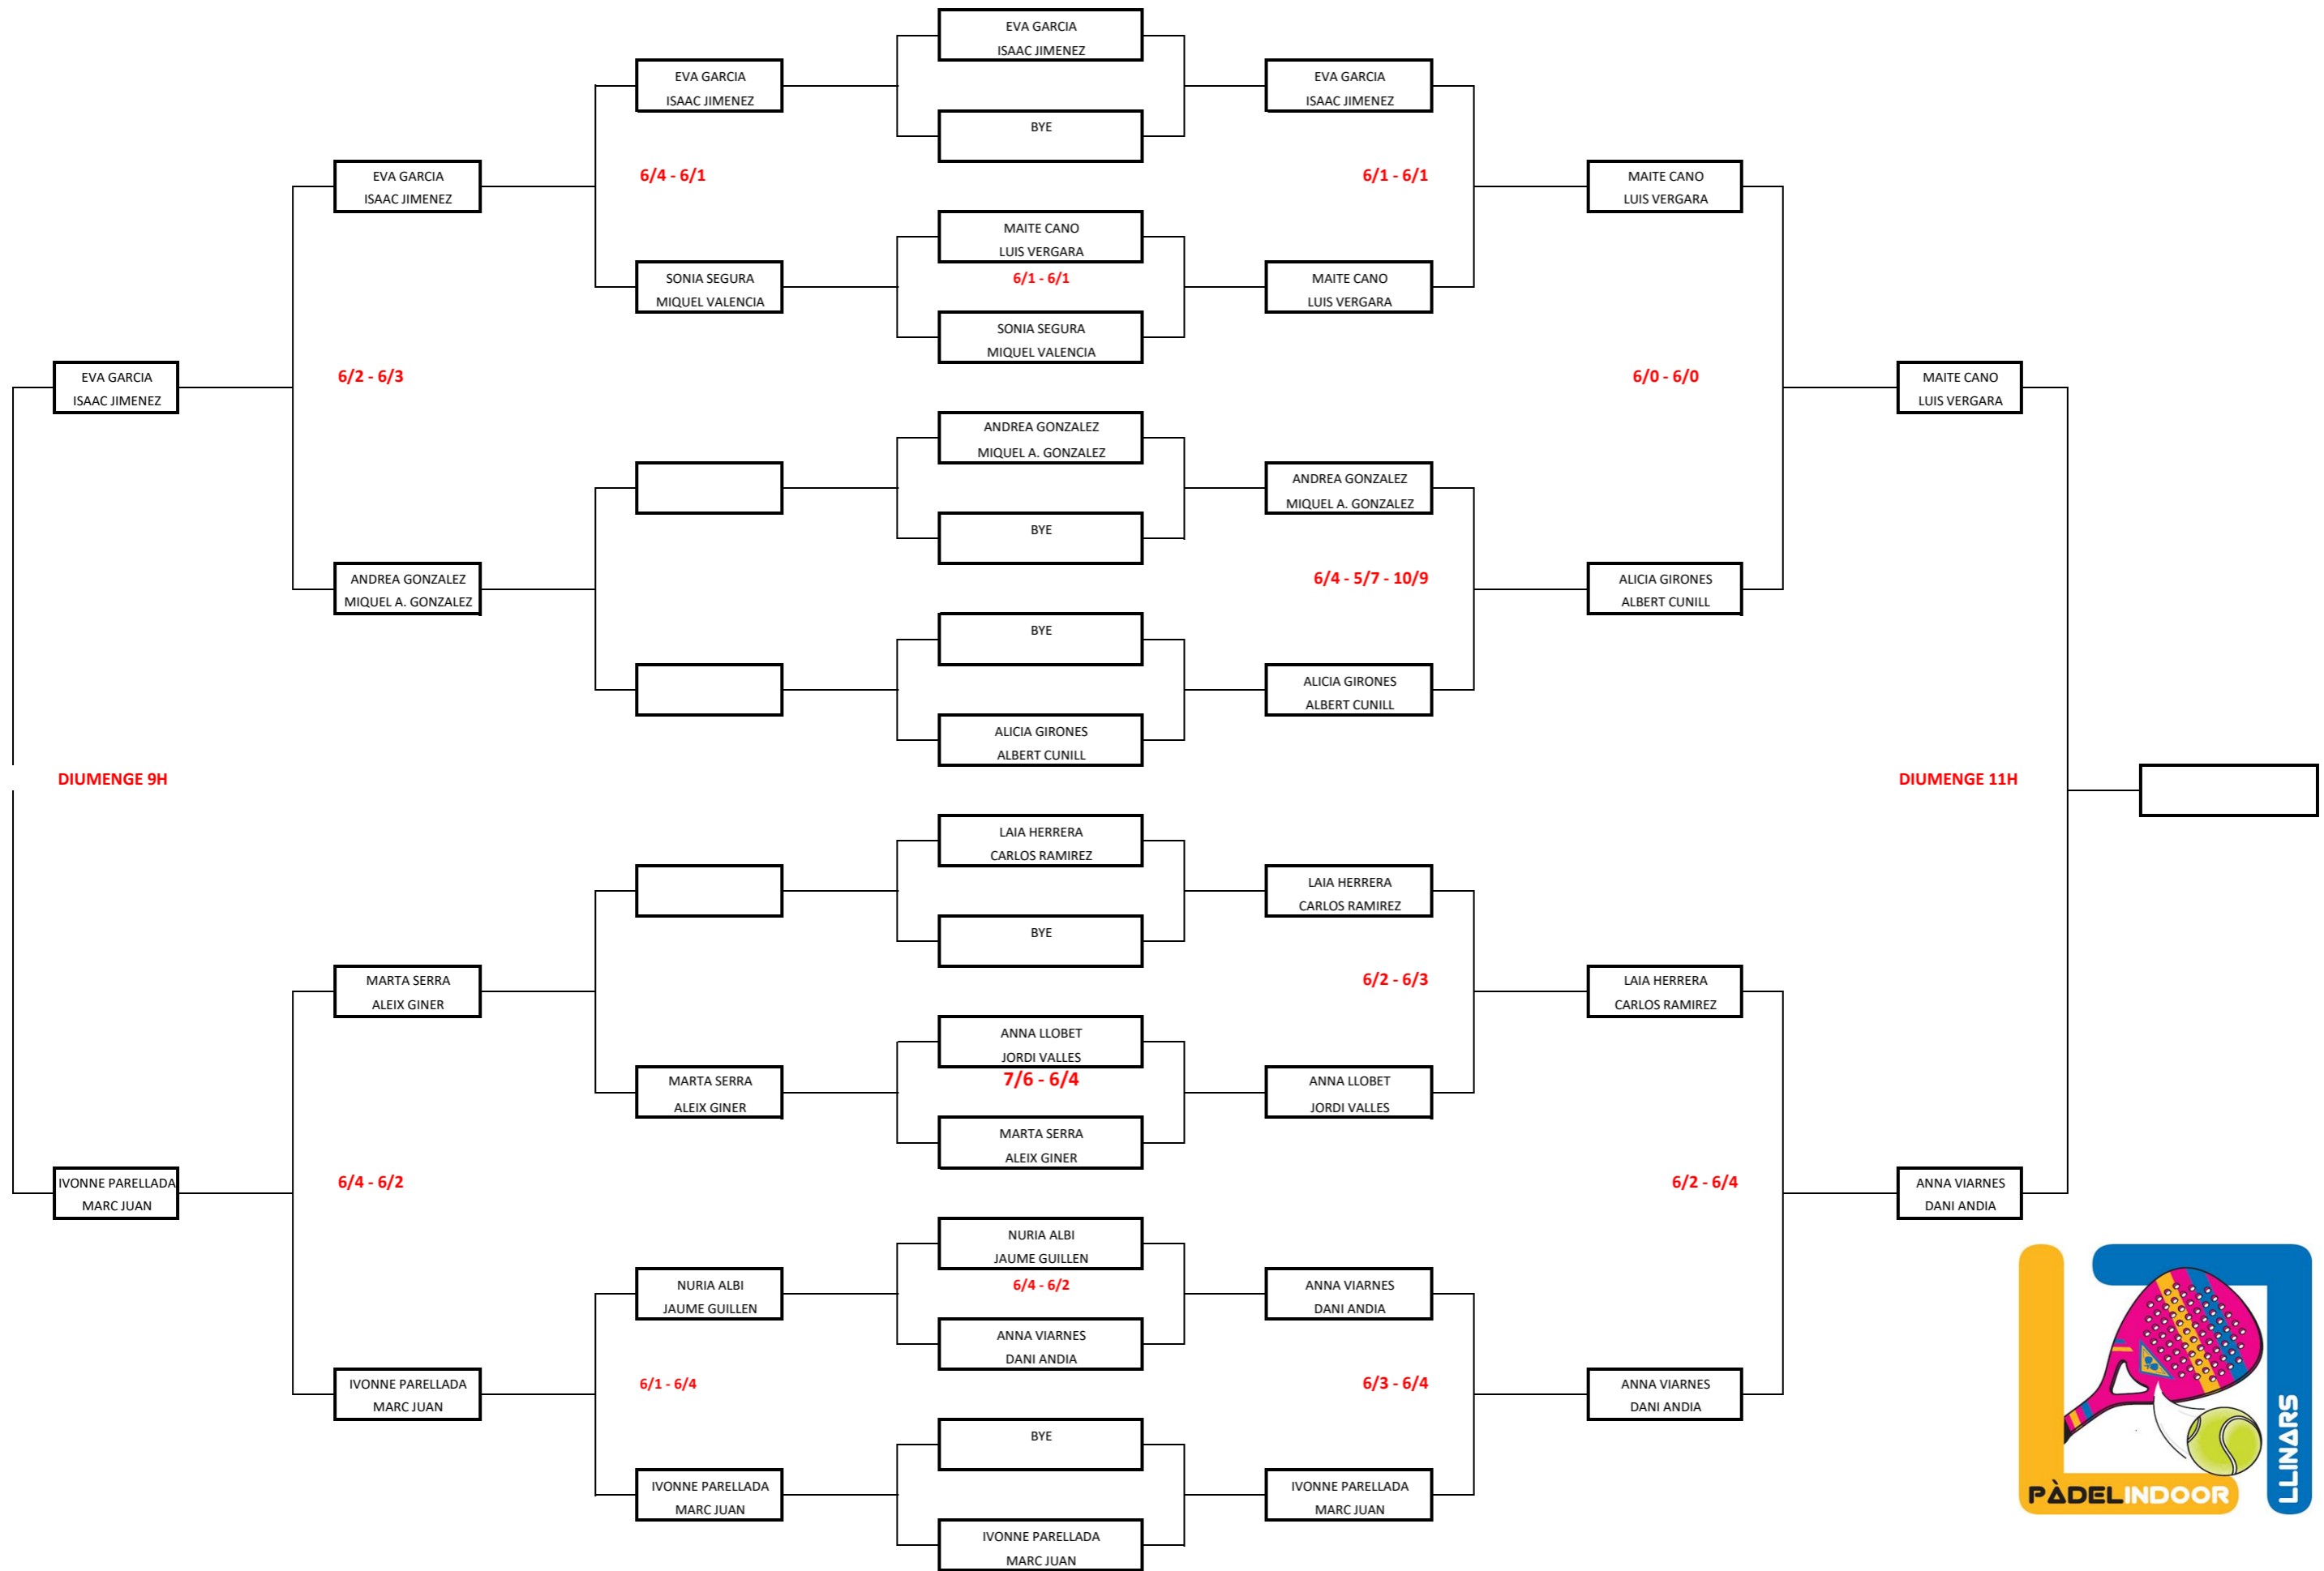 EVA GARCIA
ISAAC JIMENEZ
EVA GARCIA
ISAAC JIMENEZ
EVA GARCIA
ISAAC JIMENEZ
BYE
EVA GARCIA
ISAAC JIMENEZ
6/4 - 6/1
6/1 - 6/1
MAITE CANO
LUIS VERGARA
MAITE CANO
LUIS VERGARA
6/1 - 6/1
SONIA SEGURA
MIQUEL VALENCIA
MAITE CANO
LUIS VERGARA
SONIA SEGURA
MIQUEL VALENCIA
EVA GARCIA
ISAAC JIMENEZ
6/2 - 6/3
6/0 - 6/0
MAITE CANO
LUIS VERGARA
ANDREA GONZALEZ
MIQUEL A. GONZALEZ
ANDREA GONZALEZ
MIQUEL A. GONZALEZ
BYE
ANDREA GONZALEZ
MIQUEL A. GONZALEZ
6/4 - 5/7 - 10/9
ALICIA GIRONES
ALBERT CUNILL
BYE
ALICIA GIRONES
ALBERT CUNILL
ALICIA GIRONES
ALBERT CUNILL
DIUMENGE 9H
DIUMENGE 11H
LAIA HERRERA
CARLOS RAMIREZ
LAIA HERRERA
CARLOS RAMIREZ
BYE
MARTA SERRA
ALEIX GINER
6/2 - 6/3
LAIA HERRERA
CARLOS RAMIREZ
ANNA LLOBET
JORDI VALLES
7/6 - 6/4
MARTA SERRA
ALEIX GINER
ANNA LLOBET
JORDI VALLES
MARTA SERRA
ALEIX GINER
IVONNE PARELLADA
MARC JUAN
6/4 - 6/2
6/2 - 6/4
ANNA VIARNES
DANI ANDIA
NURIA ALBI
JAUME GUILLEN
6/4 - 6/2
NURIA ALBI
JAUME GUILLEN
ANNA VIARNES
DANI ANDIA
ANNA VIARNES
DANI ANDIA
IVONNE PARELLADA
MARC JUAN
6/1 - 6/4
6/3 - 6/4
ANNA VIARNES
DANI ANDIA
BYE
IVONNE PARELLADA
MARC JUAN
IVONNE PARELLADA
MARC JUAN
IVONNE PARELLADA
MARC JUAN
PÀDELINDOOR
LLINARS